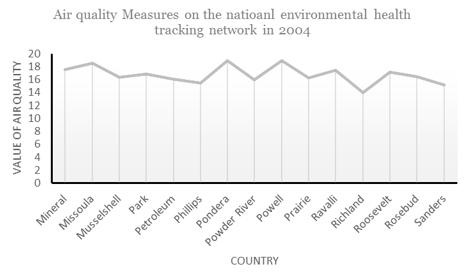 Air quality Measures on the natioanl environmental health
tracking network in 2004
VALUE OF AIR QUALITY
20
18
16
14
12
10
8
6
4
2
0
Mineral
Missoula
Musselshell
Park
Petroleum
Phillips
Pondera
Powder River
Powell
Prairie
Ravalli
Richland
Roosevelt
Rosebud
Sanders
COUNTRY